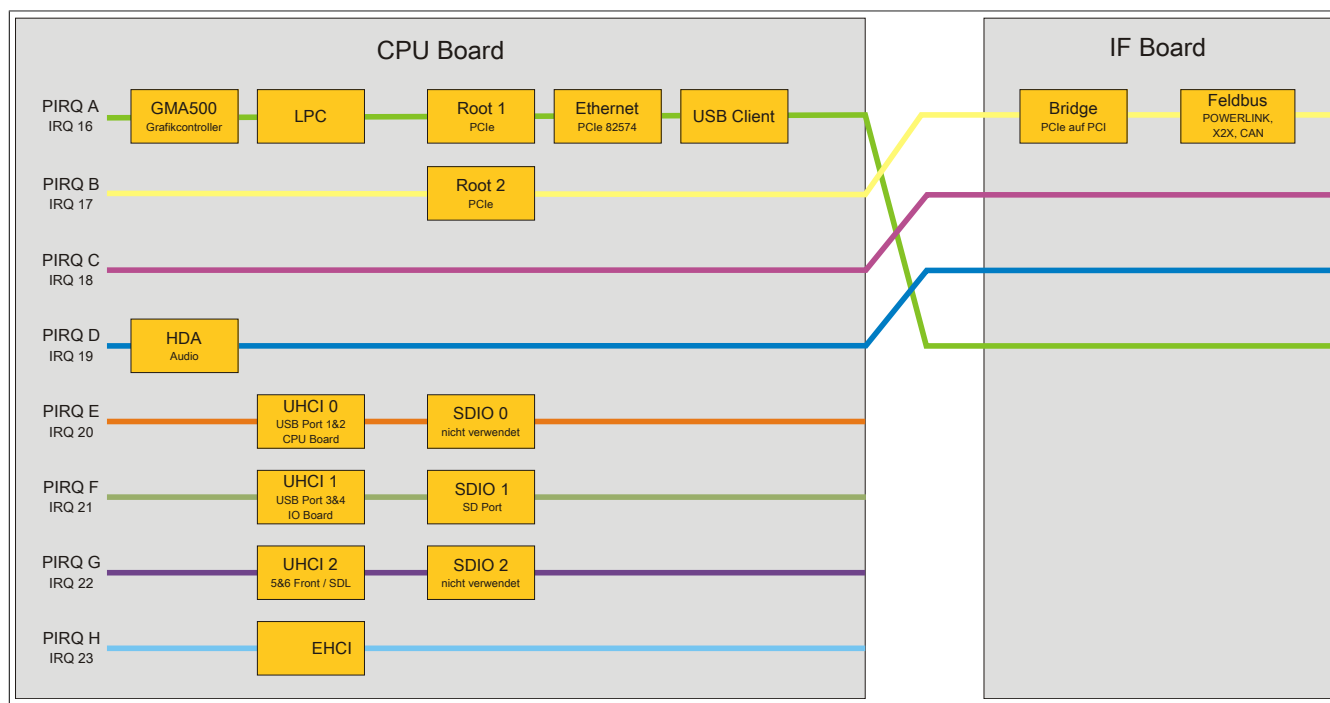 CPU Board
IF Board
PIRQ A
IRQ 16
GMA500
Grafikcontroller
LPC
Root 1
PCIe
Ethernet
PCIe 82574
USB Client
Bridge
PCIe auf PCI
Feldbus
POWERLINK,
X2X, CAN
PIRQ B
IRQ 17
Root 2
PCIe
PIRQ C
IRQ 18
PIRQ D
IRQ 19
HDA
Audio
PIRQ E
IRQ 20
UHCI 0
USB Port 1&2
CPU Board
SDIO 0
nicht verwendet
PIRQ F
IRQ 21
UHCI 1
USB Port 3&4
IO Board
SDIO 1
SD Port
PIRQ G
IRQ 22
UHCI 2
5&6 Front / SDL
SDIO 2
nicht verwendet
PIRQ H
IRQ 23
EHCI